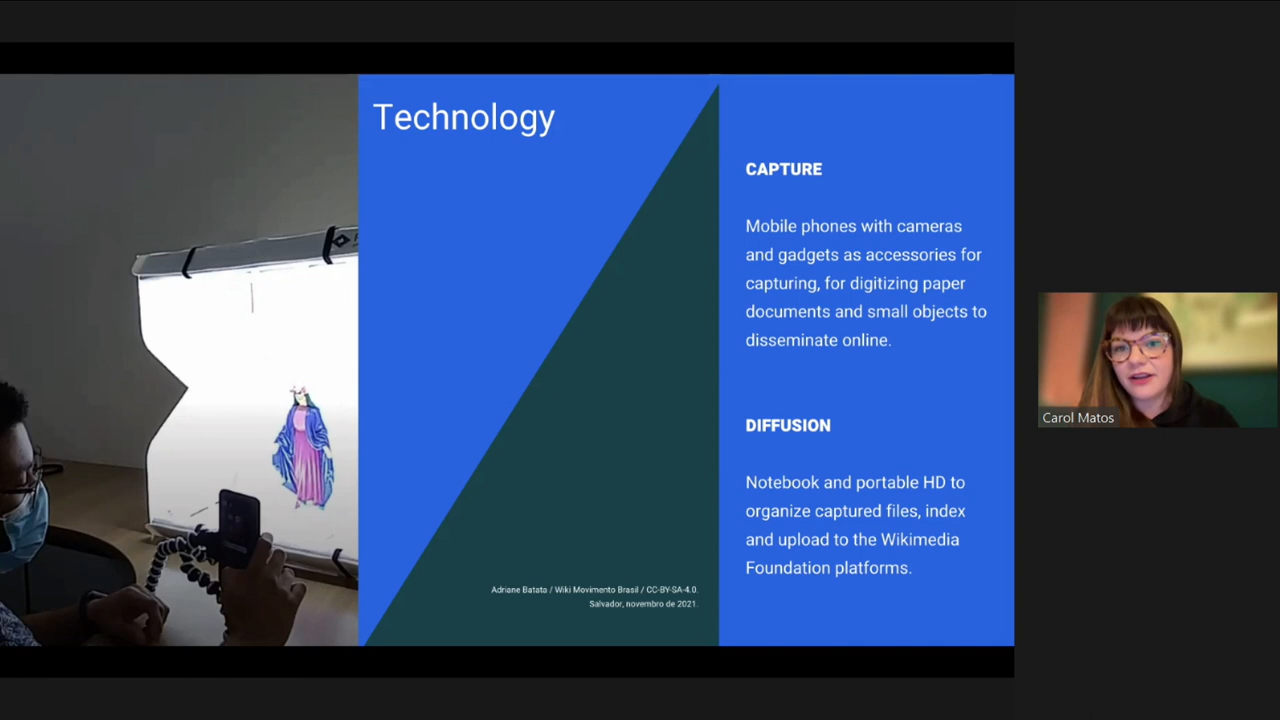 Technology
CAPTURE
Mobile phones with cameras
and gadgets as accessories for
capturing, for digitizing paper
documents and small objects to
disseminate online.
DIFFUSION
Notebook and portable HD to
organize captured files, index
and upload to the Wikimedia
Foundation platforms.
Adriane Batata / Wiki Movimento Brasil / CC-BY-SA-4.0.
Salvador, novembro de 2021.
Carol Matos